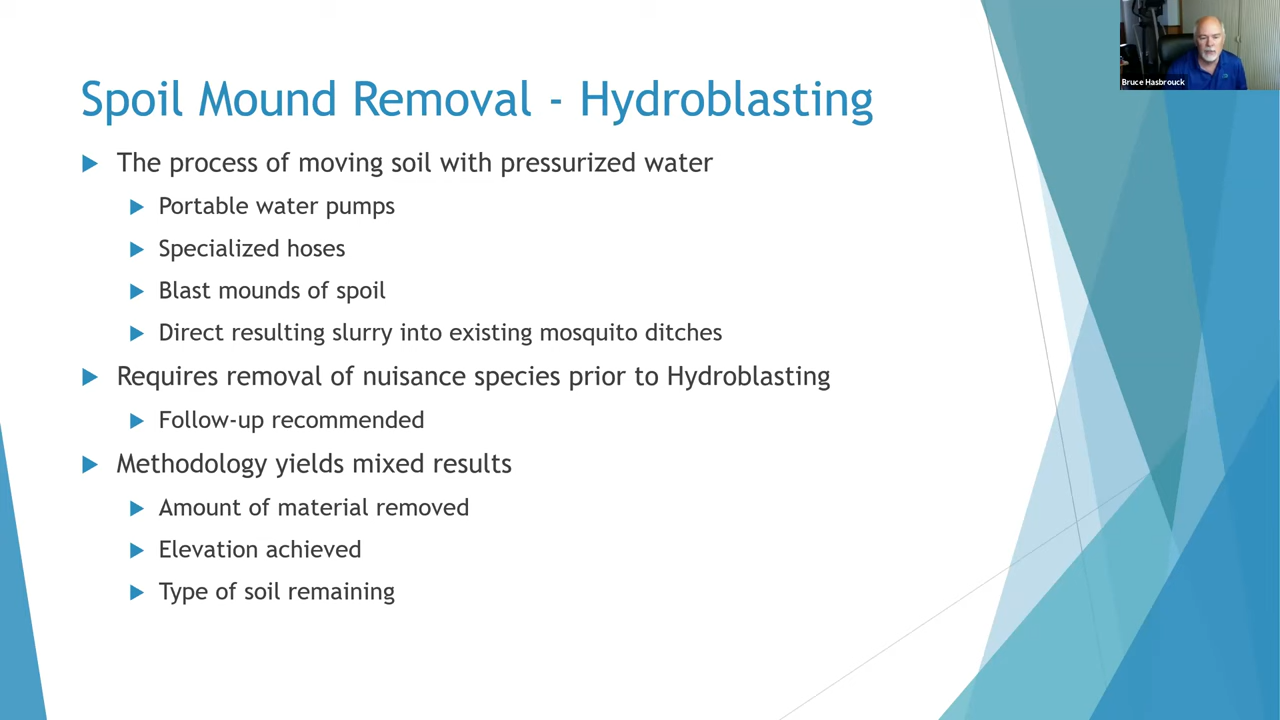 Spoil Mound Removal - Hydroblasting
The process of moving soil with pressurized water
Portable water pumps
Specialized hoses
Blast mounds of spoil
Direct resulting slurry into existing mosquito ditches
Requires removal of nuisance species prior to Hydroblasting
Follow-up recommended
Methodology yields mixed results
Amount of material removed
Elevation achieved
Type of soil remaining
Bruce Hasbrouck